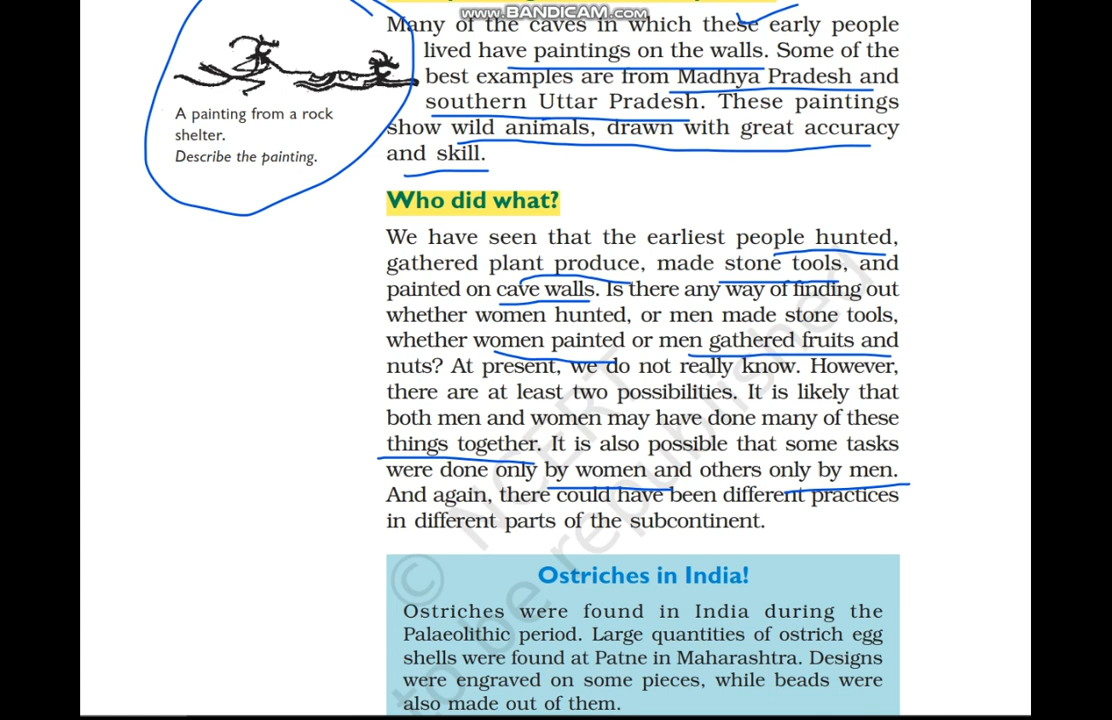 www.BANDICAM.com
Many of the caves in which these early people
lived have paintings on the walls. Some of the
best examples are from Madhya Pradesh and
southern Uttar Pradesh. These paintings
show wild animals, drawn with great accuracy
and skill.
A painting from a rock
shelter.
Describe the painting.
Who did what?
We have seen that the earliest people hunted,
gathered plant produce, made stone tools, and
painted on cave walls. Is there any way of finding out
whether women hunted, or men made stone tools,
whether women painted or men gathered fruits and
nuts? At present, we do not really know. However,
there are at least two possibilities. It is likely that
both men and women may have done many of these
things together. It is also possible that some tasks
were done only by women and others only by men.
And again, there could have been different practices
in different parts of the subcontinent.
© NCERT
to be republished
Ostriches in India!
Ostriches were found in India during the
Palaeolithic period. Large quantities of ostrich egg
shells were found at Patne in Maharashtra. Designs
were engraved on some pieces, while beads were
also made out of them.